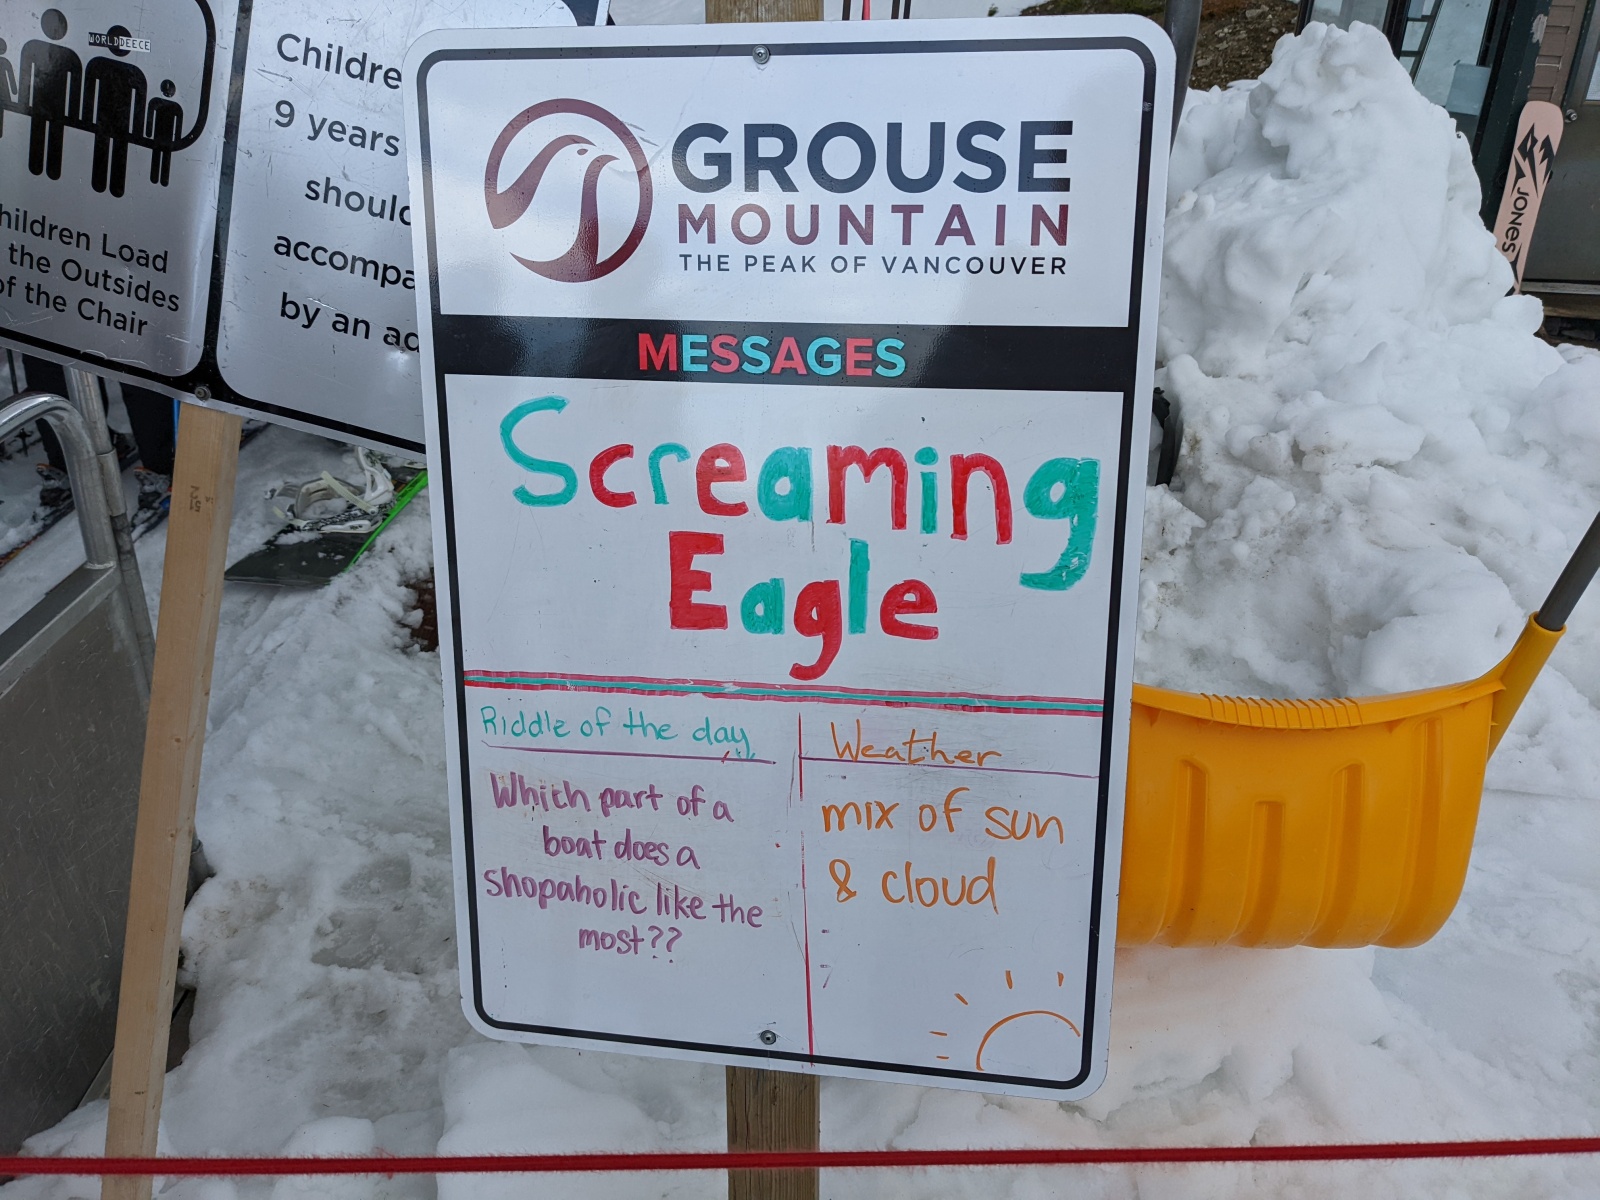 WORLDDEECE
hildren Load
the Outsides
of the Chair
Childre
9 years
should
accompa
by an ad
GROUSE
MOUNTAIN
THE PEAK OF VANCOUVER
MESSAGES
Screaming
Eagle
Riddle of the day
Which part of a
boat does a
shopaholic like the
most??
Weather
mix of sun
& cloud
JONES